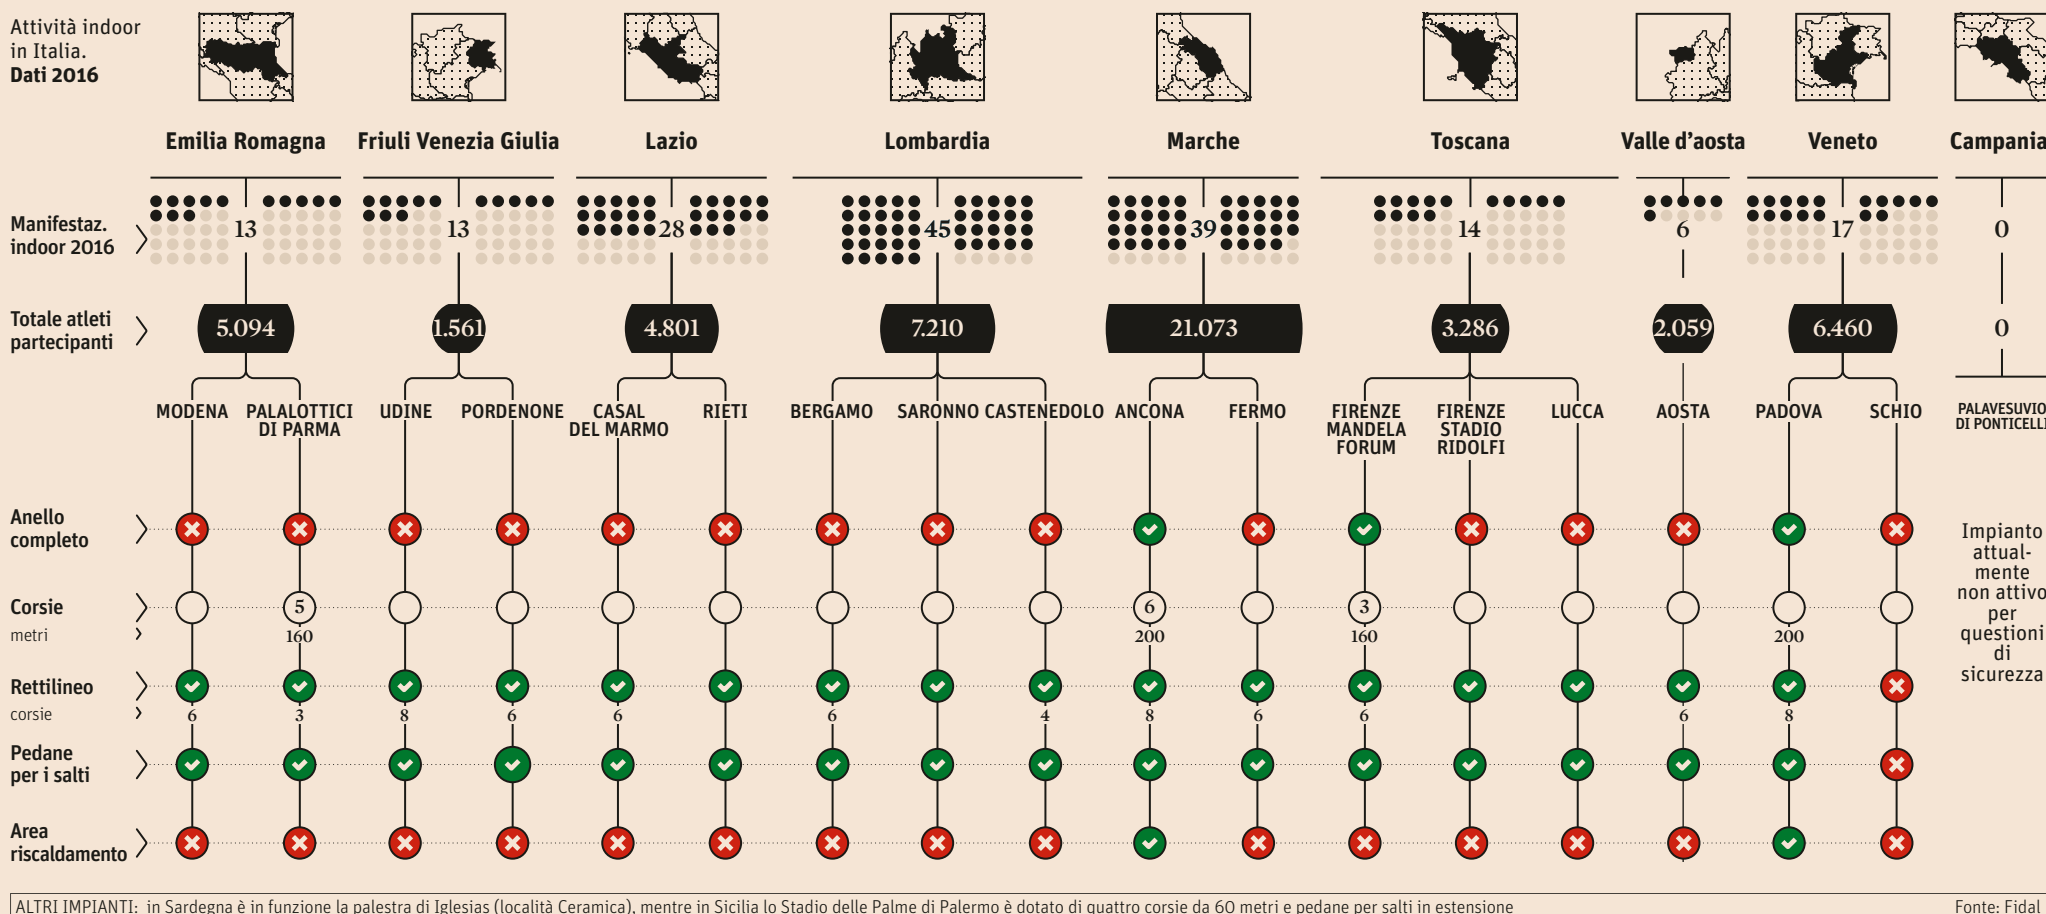 Attività indoor
in Italia.
Dati 2016
Emilia Romagna
Friuli Venezia Giulia
Lazio
Lombardia
Marche
Toscana
Valle d’aosta
Veneto
Campania
Manifestaz.
indoor 2016
13
13
28
45
39
14
6
17
0
Totale atleti
partecipanti
5.094
1.561
4.801
7.210
21.073
3.286
2.059
6.460
0
MODENA
PALALOTTICI
DI PARMA
UDINE
PORDENONE
CASAL
DEL MARMO
RIETI
BERGAMO
SARONNO
CASTENEDOLO
ANCONA
FERMO
FIRENZE
MANDELA
FORUM
FIRENZE
STADIO
RIDOLFI
LUCCA
AOSTA
PADOVA
SCHIO
PALAVESUVIO
DI PONTICELLI
Anello
completo
Impianto
attual-
mente
non attivo
per
questioni
di
sicurezza
Corsie
5
6
3
metri
160
200
160
200
Rettilineo
corsie
6
3
8
6
6
6
4
8
6
6
6
8
Pedane
per i salti
Area
riscaldamento
ALTRI IMPIANTI: in Sardegna è in funzione la palestra di Iglesias (località Ceramica), mentre in Sicilia lo Stadio delle Palme di Palermo è dotato di quattro corsie da 60 metri e pedane per salti in estensione
Fonte: Fidal